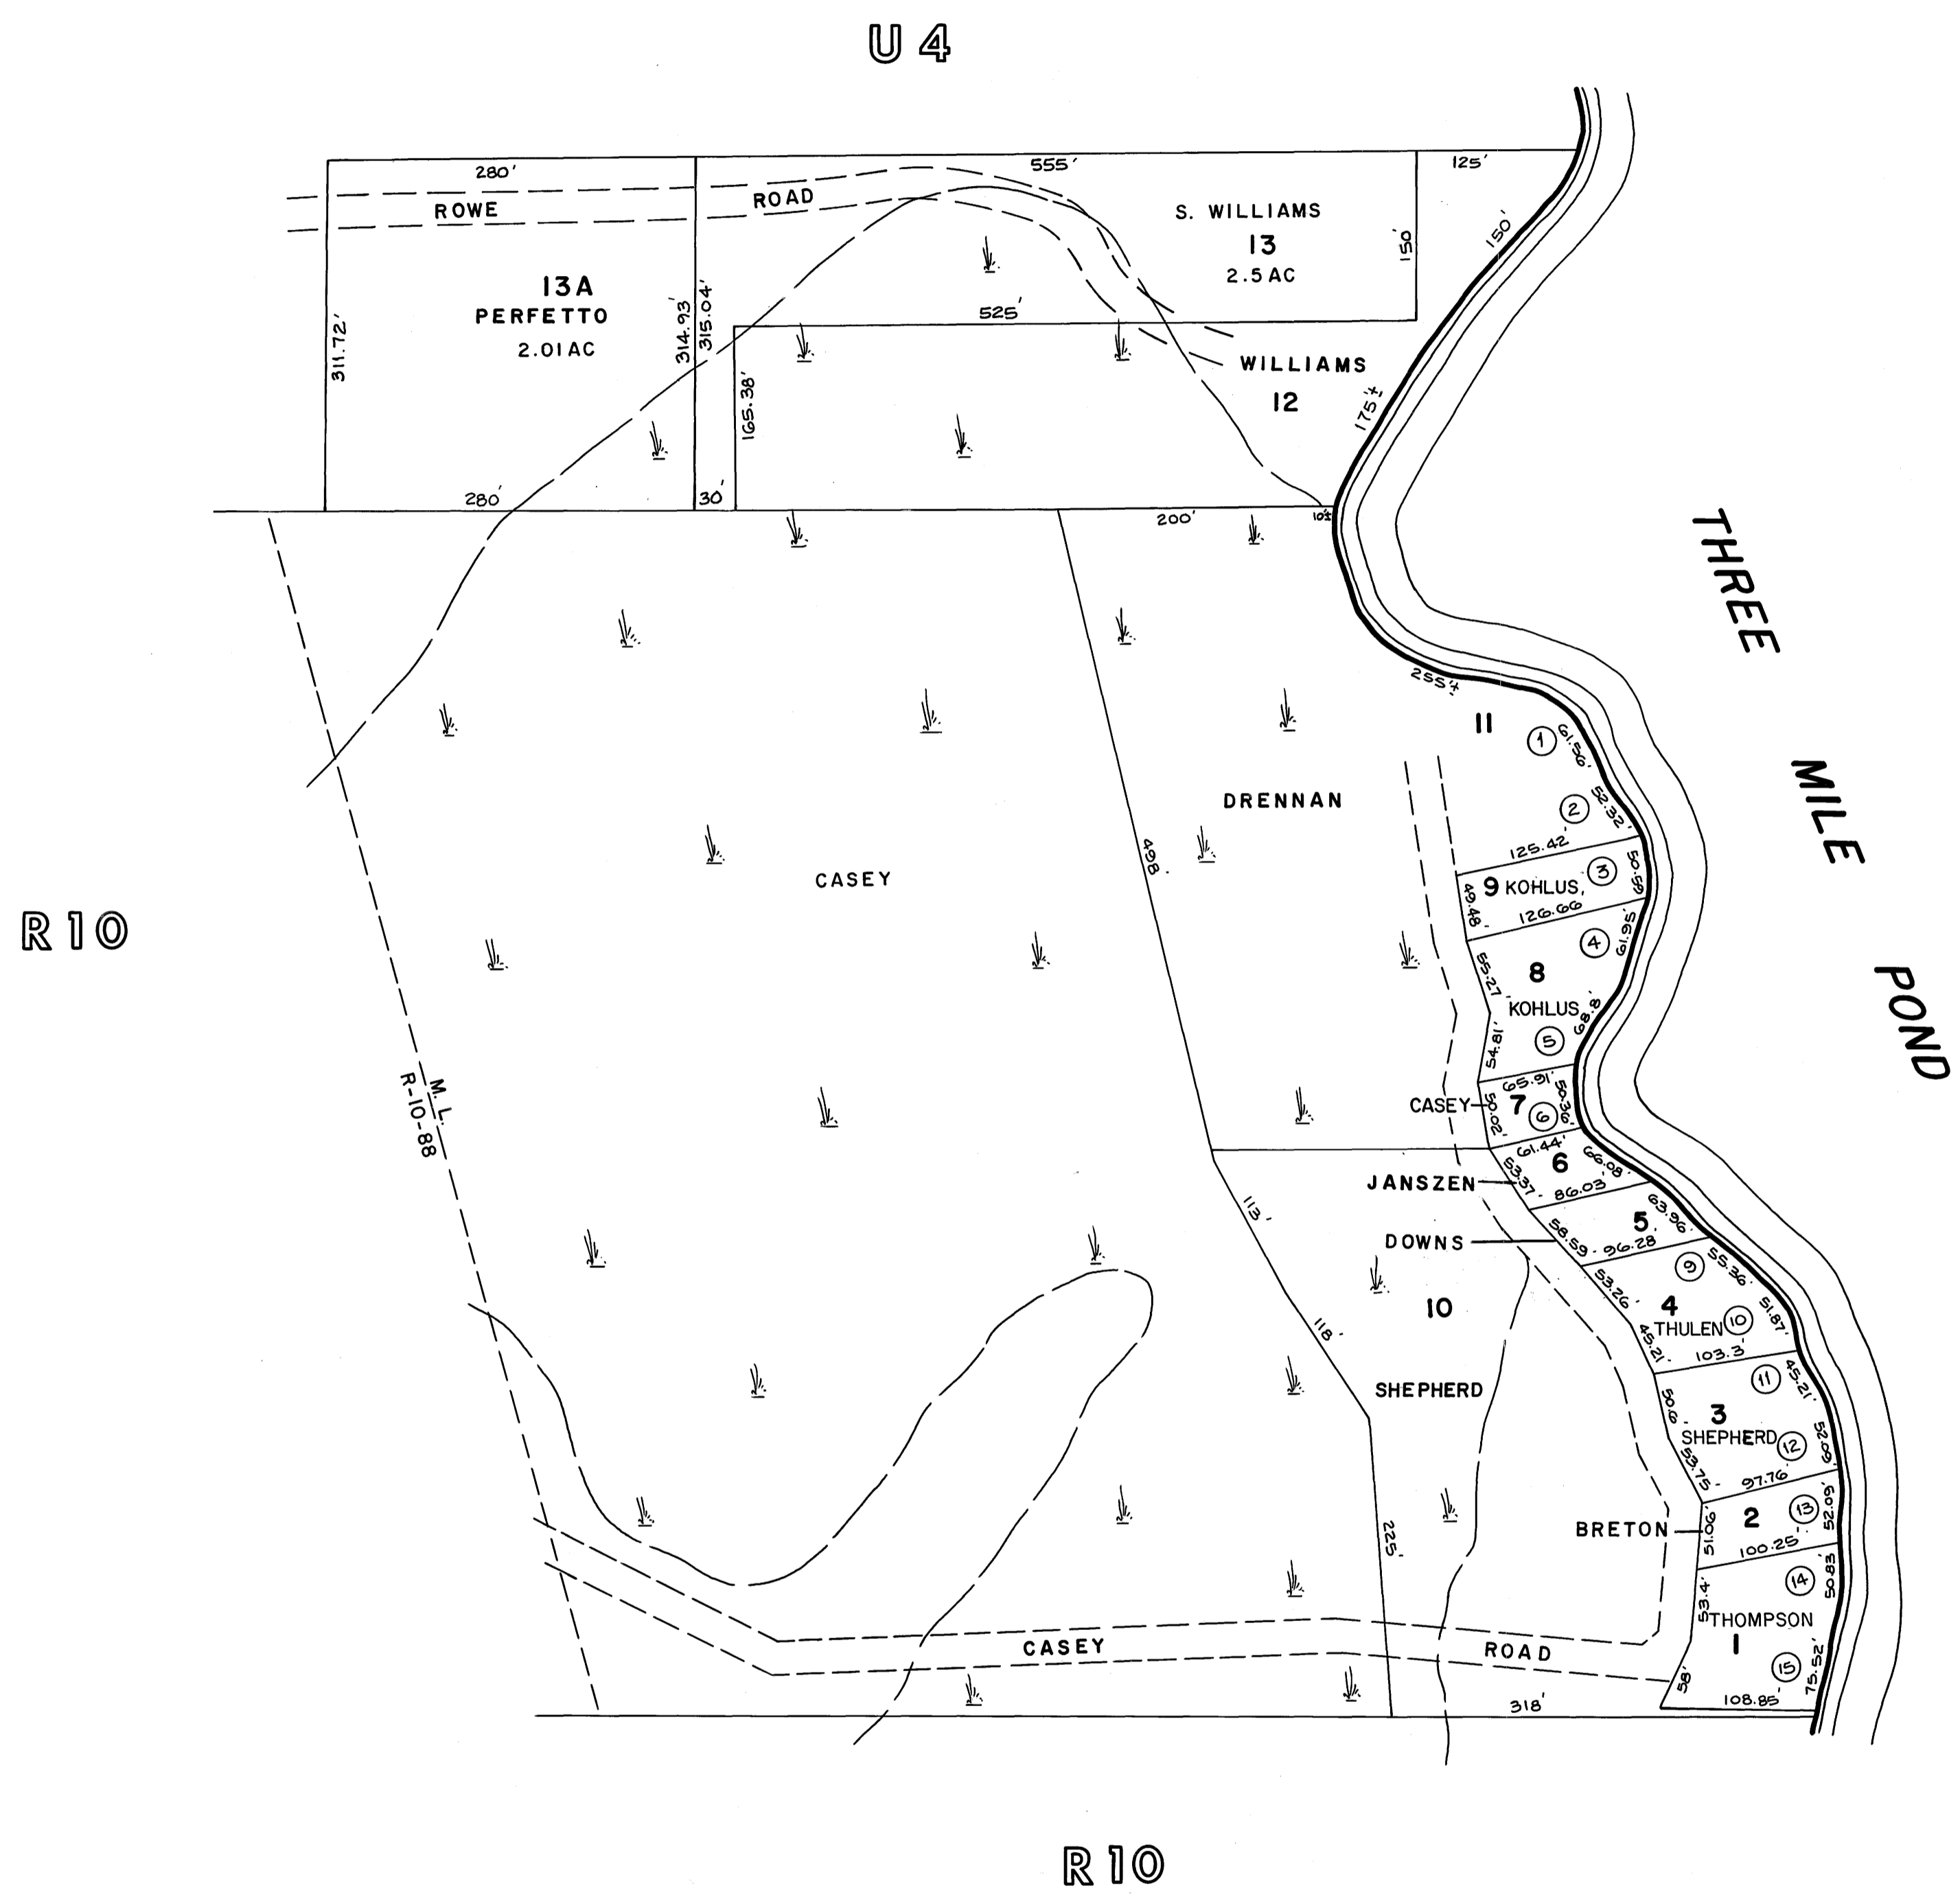 U 4
280'
555'
125'
ROWE
ROAD
S. WILLIAMS
13
2.5 AC
150'
150'
13A
PERFETTO
2.01 AC
311.72'
314.93'
315.04'
525'
WILLIAMS
12
175'±
165.38'
280'
30'
200'
10'±
THREE
MILE
POND
255'±
11
1
61.56'
2
52.32'
DRENNAN
125.42'
498'
CASEY
9 KOHLUS,
3
50.59'
49.48'
126.66
R 10
4
61.95'
8
55.27'
KOHLUS
68.8'
5
54.81'
65.91'
M. L.
R-10-88
CASEY
50.02'
7
6
50.36'
61.44'
6
66.08'
JANSZEN
53.37'
86.03'
113'
5
63.96'
DOWNS
58.59'
96.28
9
55.36'
53.26'
10
4
51.87'
118'
THULEN
10
45.21'
103.3'
SHEPHERD
11
45.21'
50.6'
3
SHEPHERD
12
52.69'
53.75'
97.76'
BRETON
51.06'
2
13
52.09'
100.25'
225'
14
50.83'
53.4'
THOMPSON
1
CASEY
ROAD
15
75.52'
58'
108.85'
318'
R 10